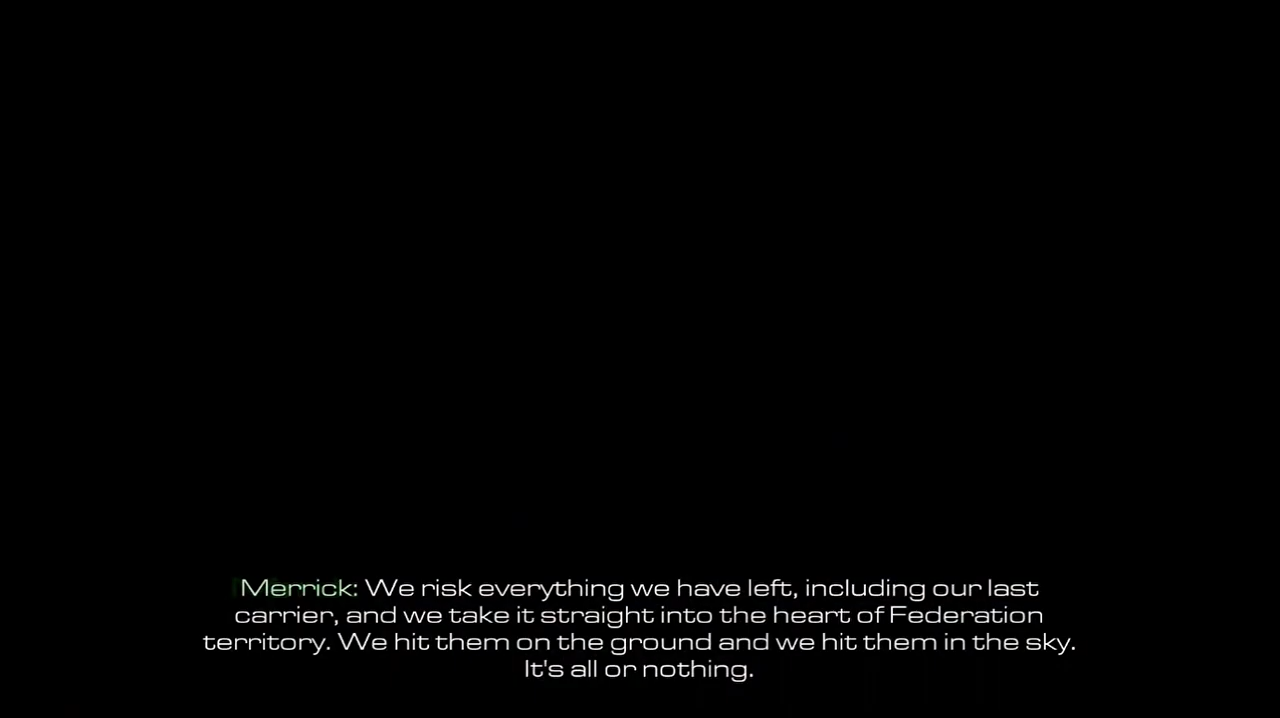 Merrick: We risk everything we have left, including our last
carrier, and we take it straight into the heart of Federation
territory. We hit them on the ground and we hit them in the sky.
It's all or nothing.